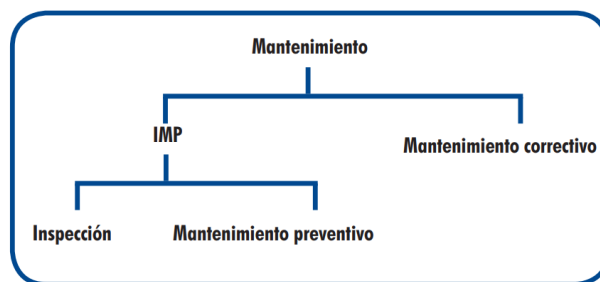 Mantenimiento
IMP
Mantenimiento correctivo
Inspección
Mantenimiento preventivo